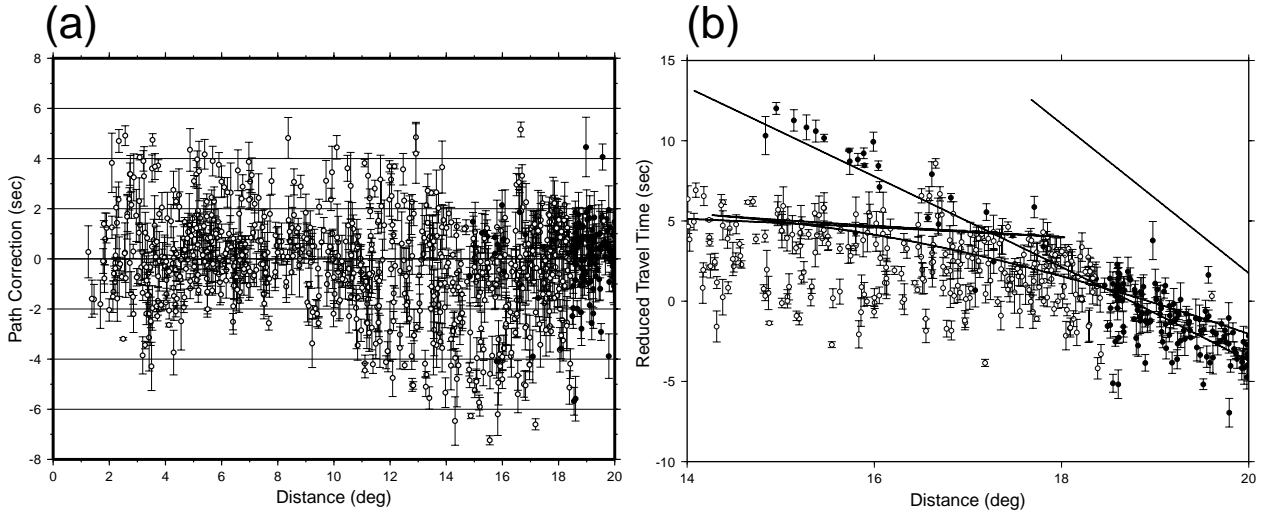 (a)
(b)
8
6
4
2
0
-2
-4
-6
-8
Path Correction (sec)
0 2 4 6 8 10 12 14 16 18 20
Distance (deg)
15
10
5
0
-5
-10
Reduced Travel Time (sec)
14 16 18 20
Distance (deg)